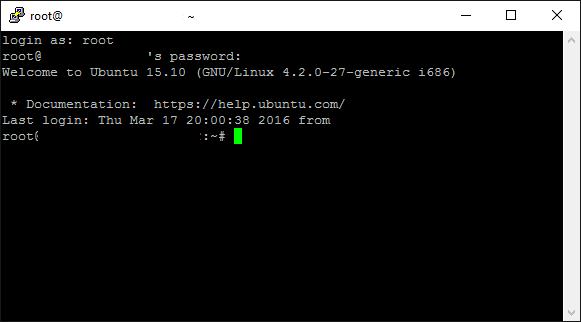 root@ ~
login as: root
root@ 's password:
Welcome to Ubuntu 15.10 (GNU/Linux 4.2.0-27-generic i686)
* Documentation: https://help.ubuntu.com/
Last login: Thu Mar 17 20:00:38 2016 from
root@ :~#